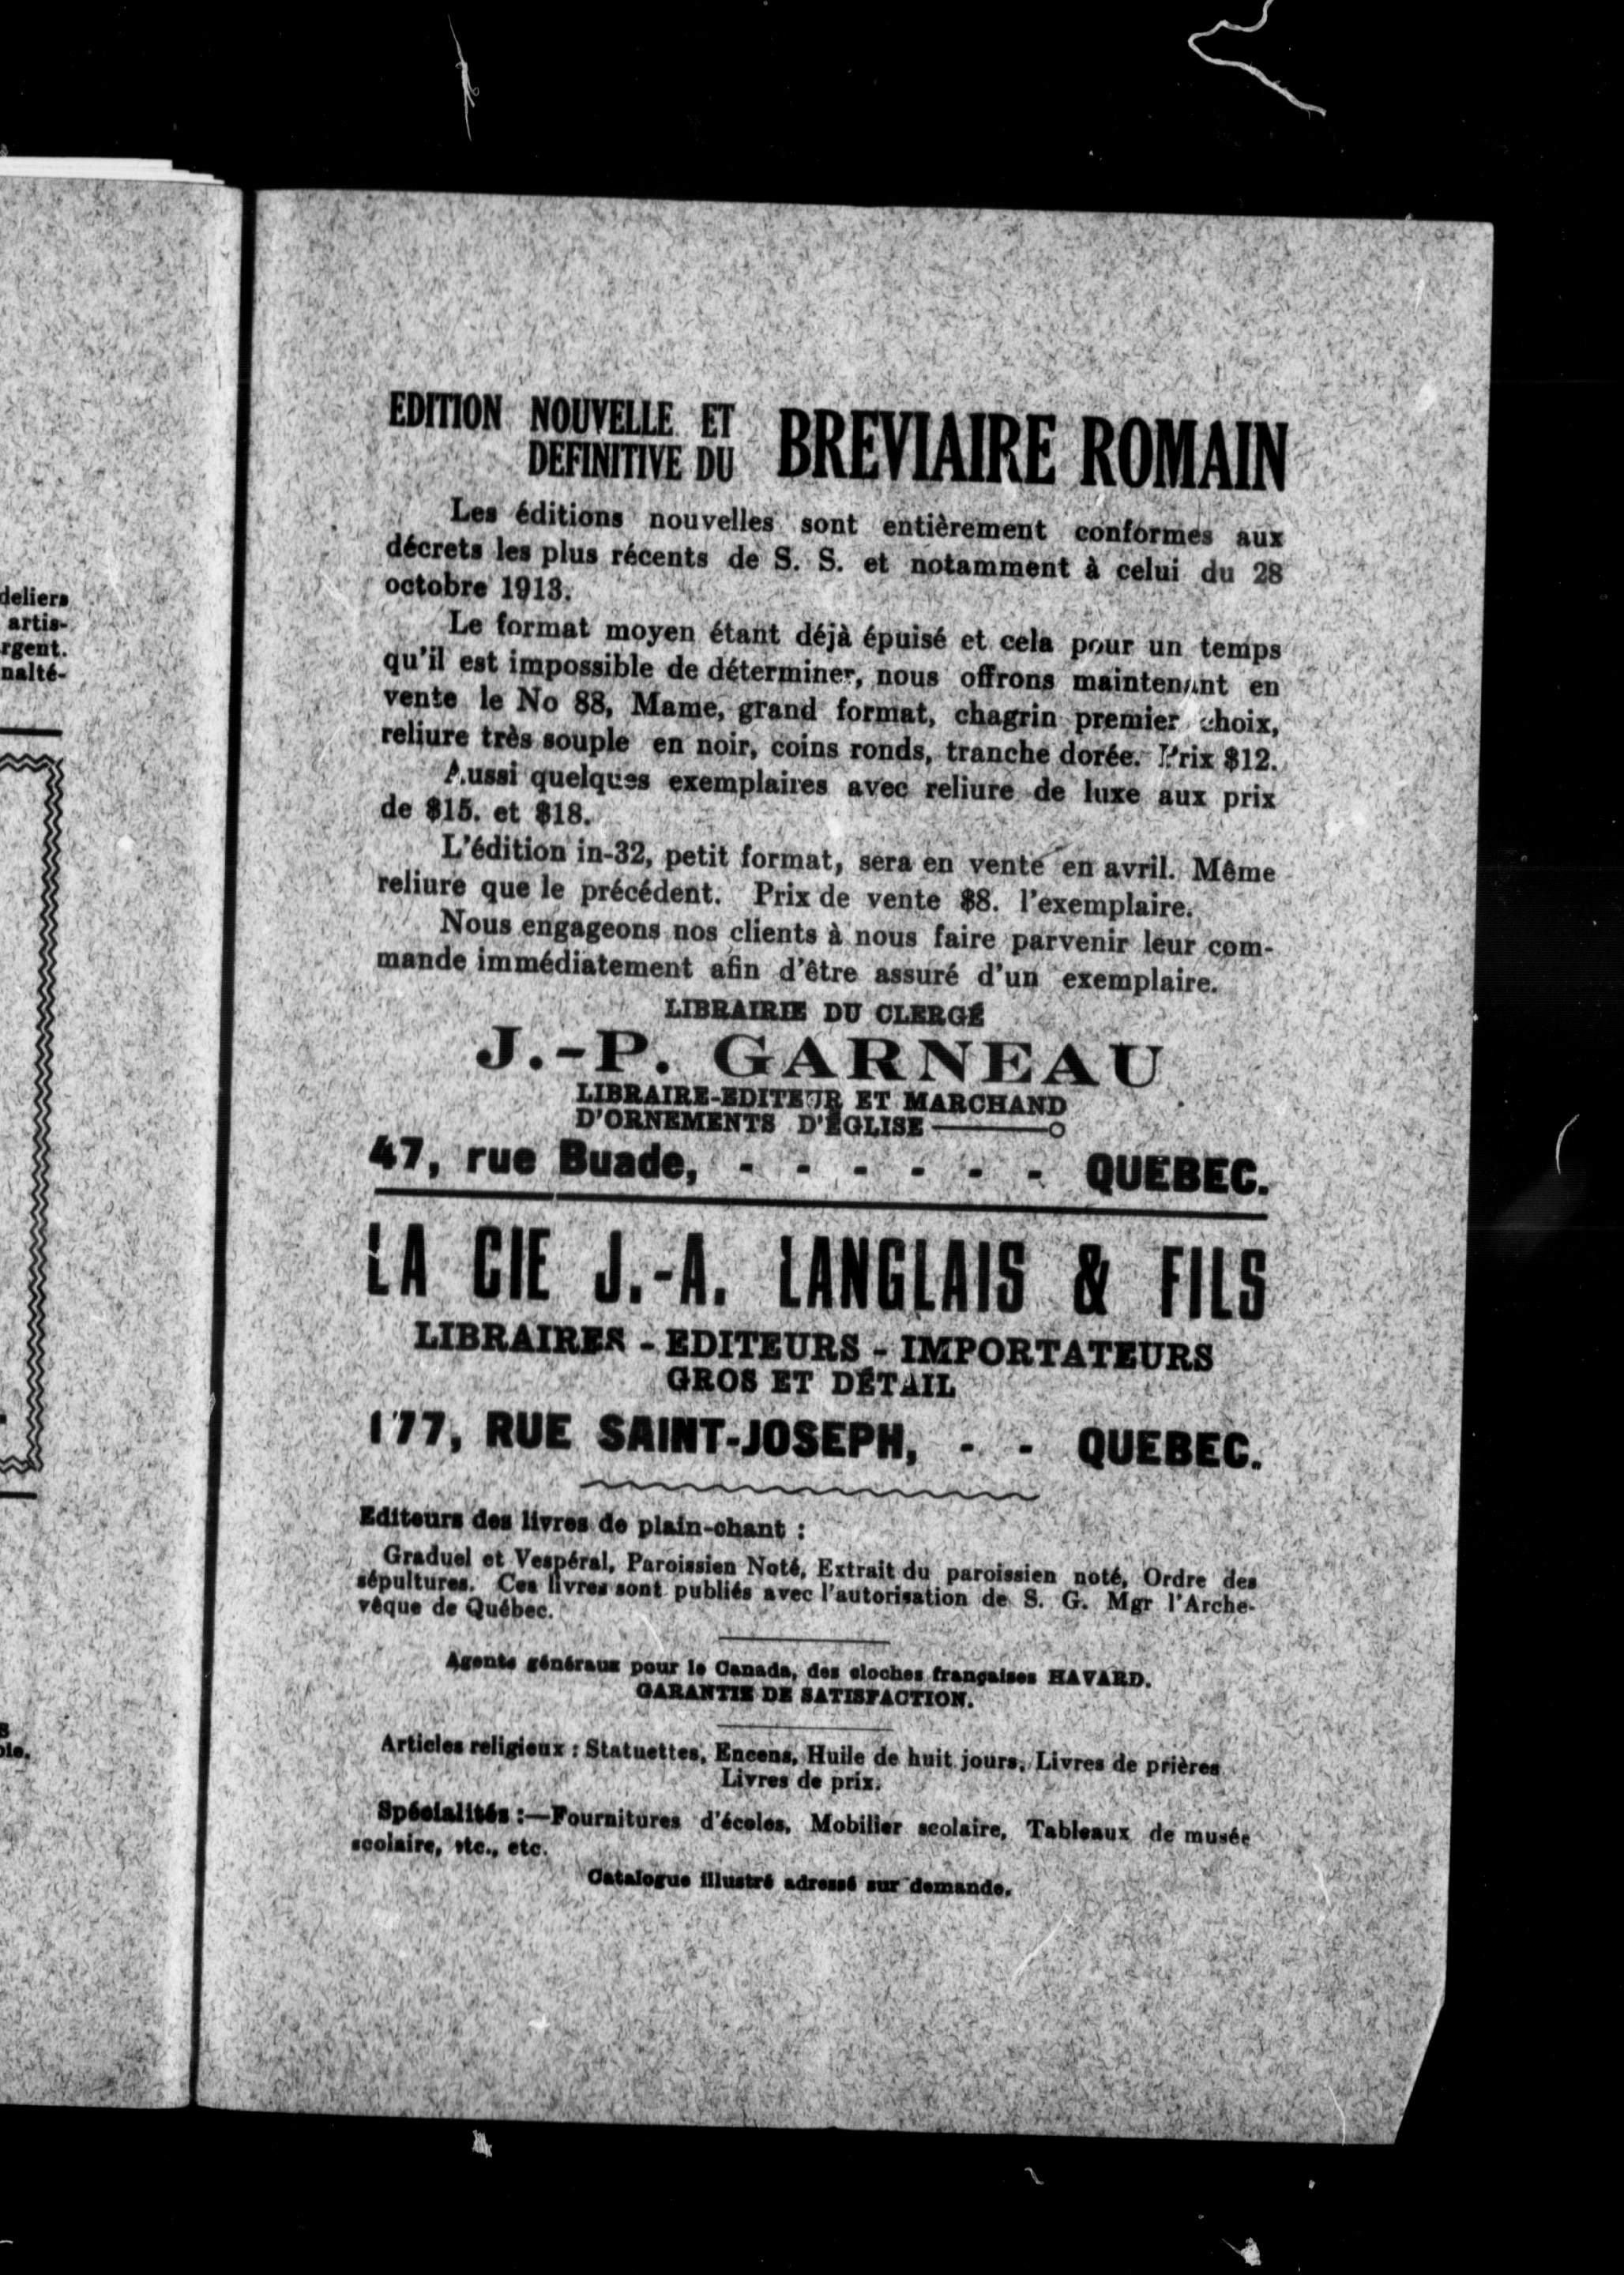 deliers
artis-
rgent.
nalté-
ple.
EDITION NOUVELLE ET
DEFINITIVE DU
BREVIAIRE ROMAIN
Les éditions nouvelles sont entièrement conformes aux
décrets les plus récents de S. S. et notamment à celui du 28
octobre 1913.
Le format moyen étant déjà épuisé et cela pour un temps
qu'il est impossible de déterminer, nous offrons maintenant en
vente le No 88, Mame, grand format, chagrin premier choix,
reliure très souple en noir, coins ronds, tranche dorée. Prix $12.
Aussi quelques exemplaires avec reliure de luxe aux prix
de $15. et $18.
L'édition in-32, petit format, sera en vente en avril. Même
reliure que le précédent. Prix de vente $8. l'exemplaire.
Nous engageons nos clients à nous faire parvenir leur com-
mande immédiatement afin d'être assuré d'un exemplaire.
LIBRAIRIE DU CLERGÉ
J.-P. GARNEAU
LIBRAIRE-EDITEUR ET MARCHAND
D'ORNEMENTS D'ÉGLISE
47, rue Buade, - - - - - - QUEBEC.
LA CIE J.-A. LANGLAIS & FILS
LIBRAIRES - EDITEURS - IMPORTATEURS
GROS ET DÉTAIL
177, RUE SAINT-JOSEPH, - - QUEBEC.
Editeurs des livres de plain-chant :
Graduel et Vespéral, Paroissien Noté, Extrait du paroissien noté, Ordre des
sépultures. Ces livres sont publiés avec l'autorisation de S. G. Mgr l'Arche-
vêque de Québec.
Agents généraux pour le Canada, des cloches françaises HAVARD.
GARANTIE DE SATISFACTION.
Articles religieux : Statuettes, Encens, Huile de huit jours, Livres de prières
Livres de prix.
Spécialités :—Fournitures d'écoles, Mobilier scolaire, Tableaux de musée
scolaire, etc., etc.
Catalogue illustré adressé sur demande.